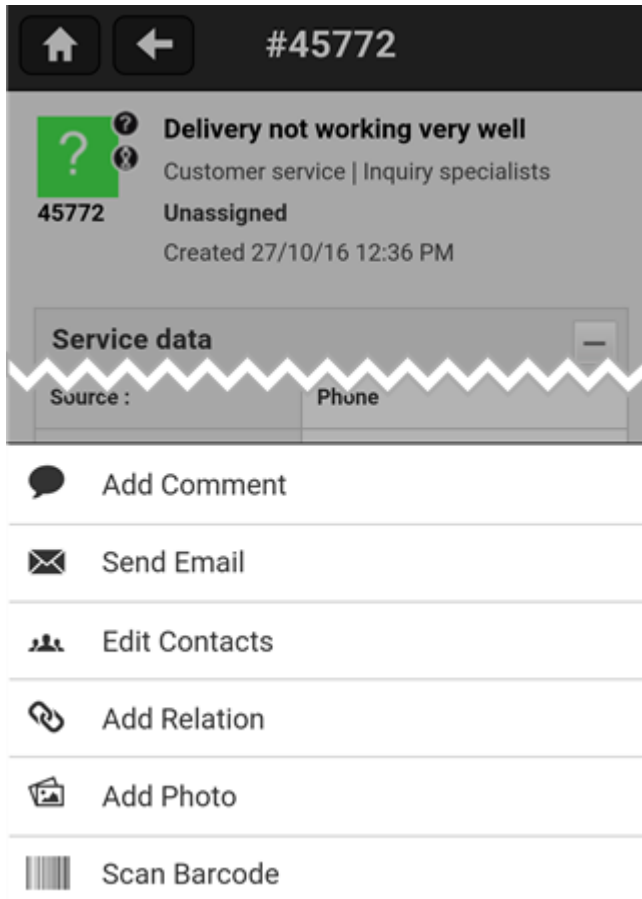 #45772
?
?
Delivery not working very well
Customer service | Inquiry specialists
45772
Unassigned
Created 27/10/16 12:36 PM
Service data
Source :
Phone
Add Comment
Send Email
Edit Contacts
Add Relation
Add Photo
Scan Barcode